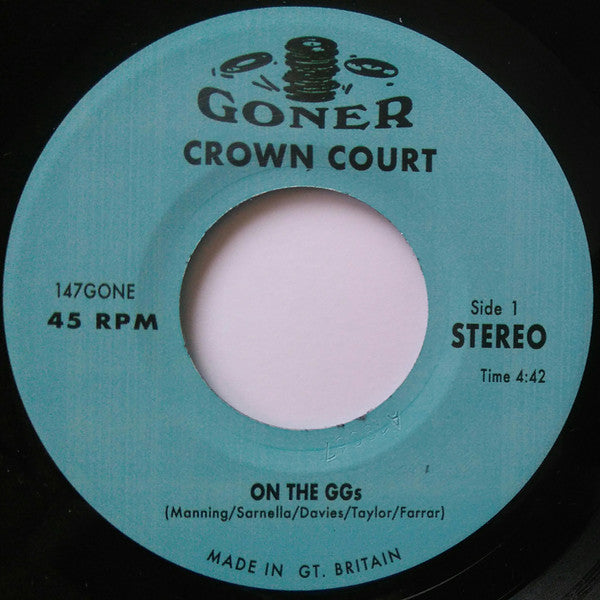 GONER
CROWN COURT
147GONE
45 RPM
Side 1
STEREO
Time 4:42
ON THE GGs
(Manning/Sarnella/Davies/Taylor/Farrar)
MADE IN GT. BRITAIN